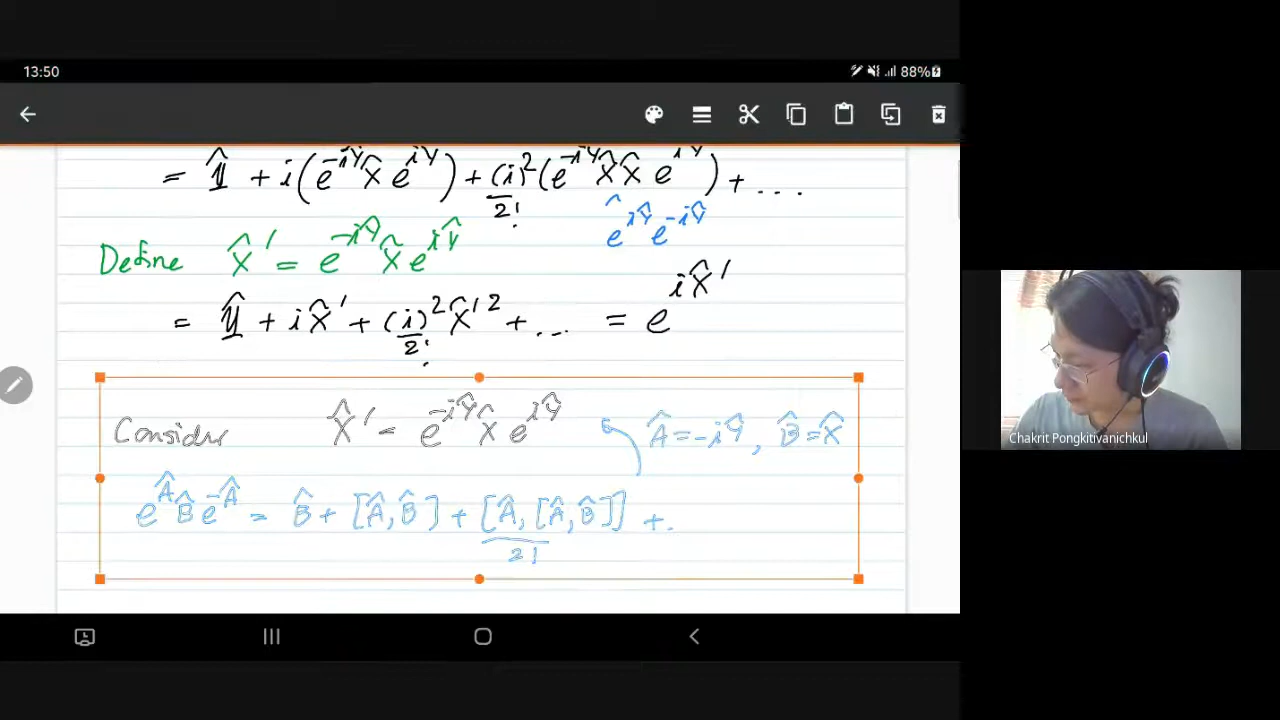 13:50 88%
= 𝟙̂ + i(e^{-iŶ} X̂ e^{iŶ}) + (i)²/2! (e^{-iŶ} X̂ X̂ e^{iŶ}) + ....
e^{iŶ} e^{-iŶ}
Define X̂' = e^{-iŶ} X̂ e^{iŶ}
= 𝟙̂ + iX̂' + (i)²/2! X̂'² + ... = e^{iX̂'}
Consider X̂' = e^{-iŶ} X̂ e^{iŶ} Â = -iŶ, B̂ = X̂
e^{Â} B̂ e^{-Â} = B̂ + [Â, B̂] + [Â, [Â, B̂]]/2! + ..
Chakrit Pongkitivanichkul